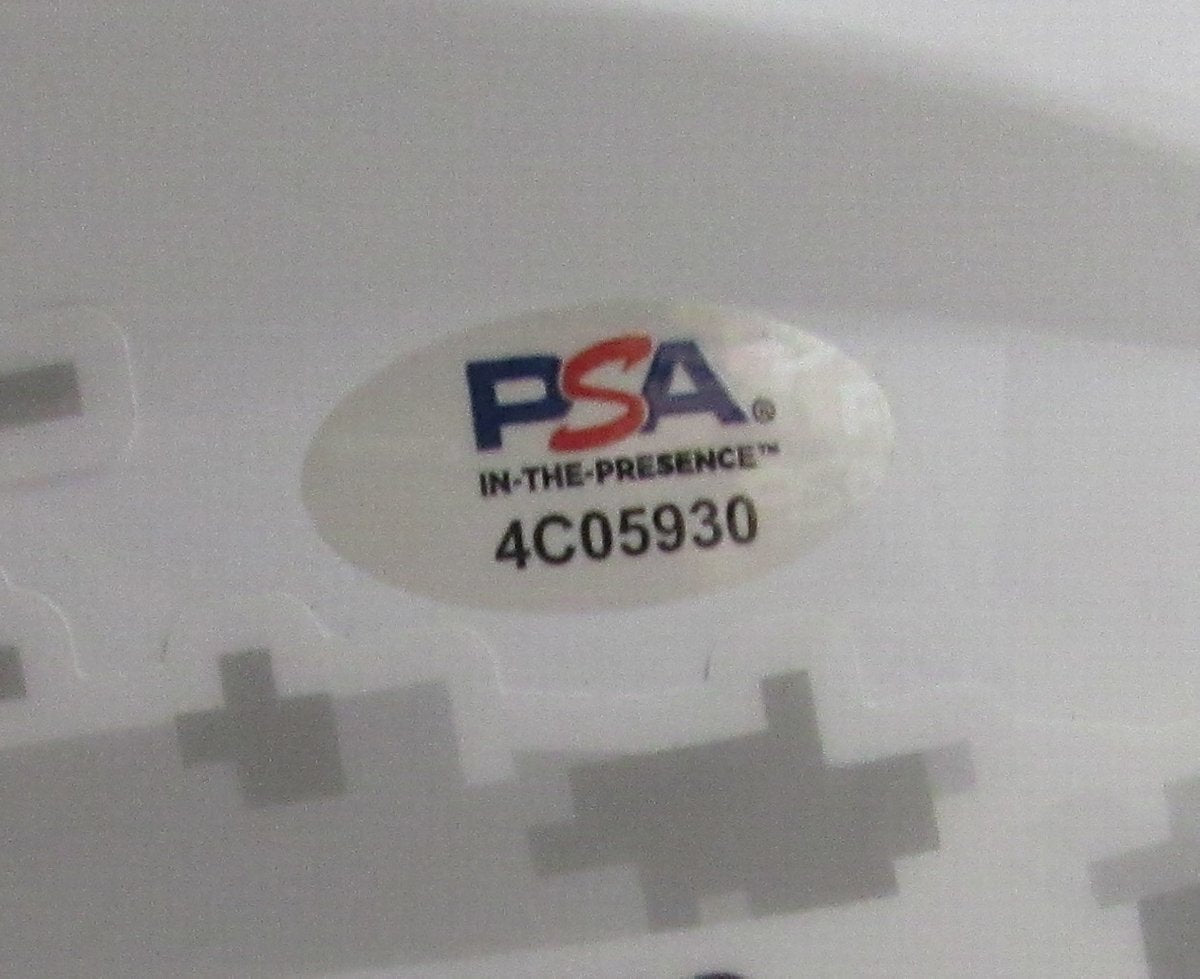 PSA®
IN-THE-PRESENCE™
4C05930